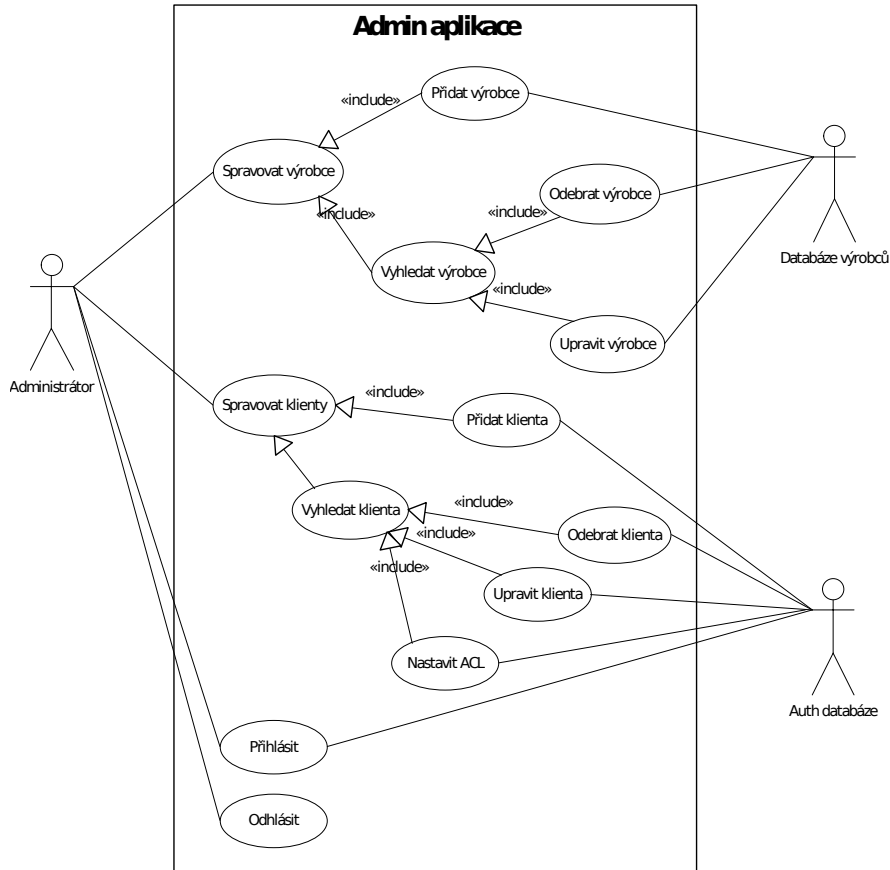 Admin aplikace
«include»
Přidat výrobce
Spravovat výrobce
Odebrat výrobce
«include»
«include»
Vyhledat výrobce
Databáze výrobců
«include»
Upravit výrobce
Administrátor
«include»
Spravovat klienty
Přidat klienta
«include»
Vyhledat klienta
«include»
Odebrat klienta
«include»
Upravit klienta
Nastavit ACL
Auth databáze
Přihlásit
Odhlásit